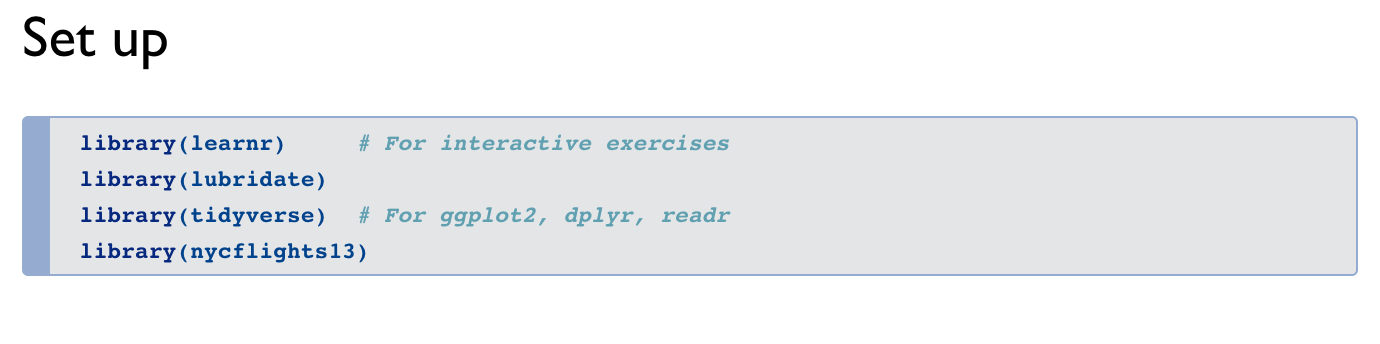 Set up
library(learnr)     # For interactive exercises
library(lubridate)
library(tidyverse)  # For ggplot2, dplyr, readr
library(nycflights13)